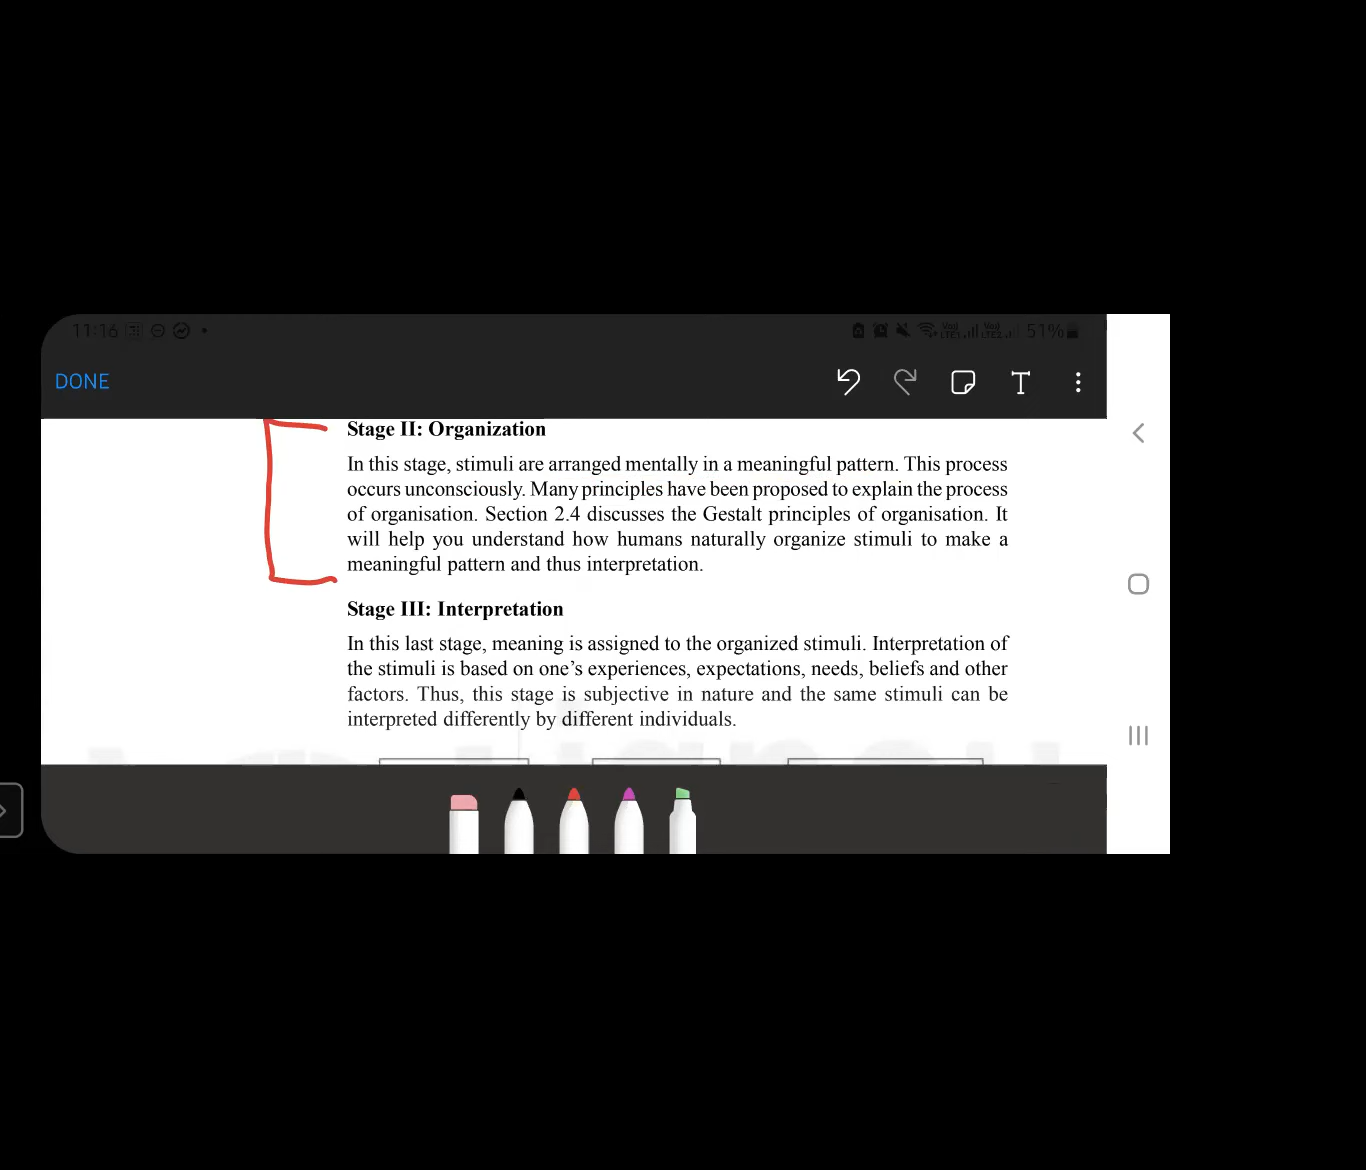 11:16
51%
DONE
Stage II: Organization
In this stage, stimuli are arranged mentally in a meaningful pattern. This process
occurs unconsciously. Many principles have been proposed to explain the process
of organisation. Section 2.4 discusses the Gestalt principles of organisation. It
will help you understand how humans naturally organize stimuli to make a
meaningful pattern and thus interpretation.
Stage III: Interpretation
In this last stage, meaning is assigned to the organized stimuli. Interpretation of
the stimuli is based on one’s experiences, expectations, needs, beliefs and other
factors. Thus, this stage is subjective in nature and the same stimuli can be
interpreted differently by different individuals.